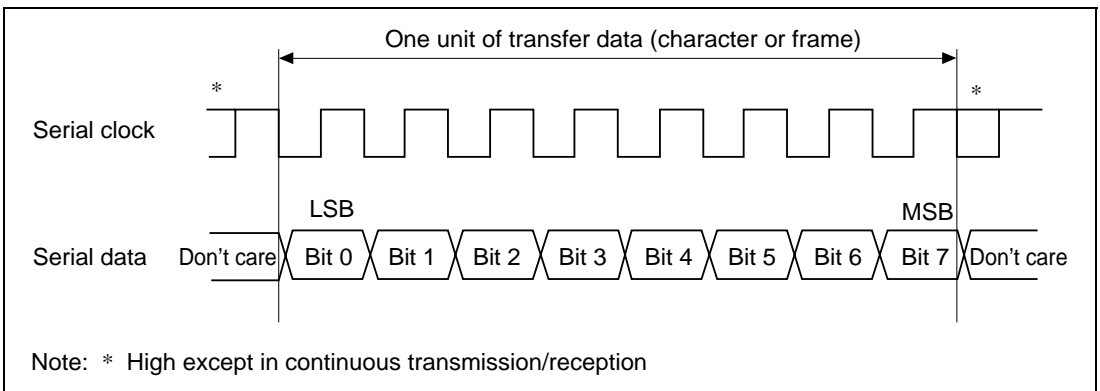 One unit of transfer data (character or frame)
* *
Serial clock
LSB MSB
Serial data Don't care Bit 0 Bit 1 Bit 2 Bit 3 Bit 4 Bit 5 Bit 6 Bit 7 Don't care
Note: * High except in continuous transmission/reception